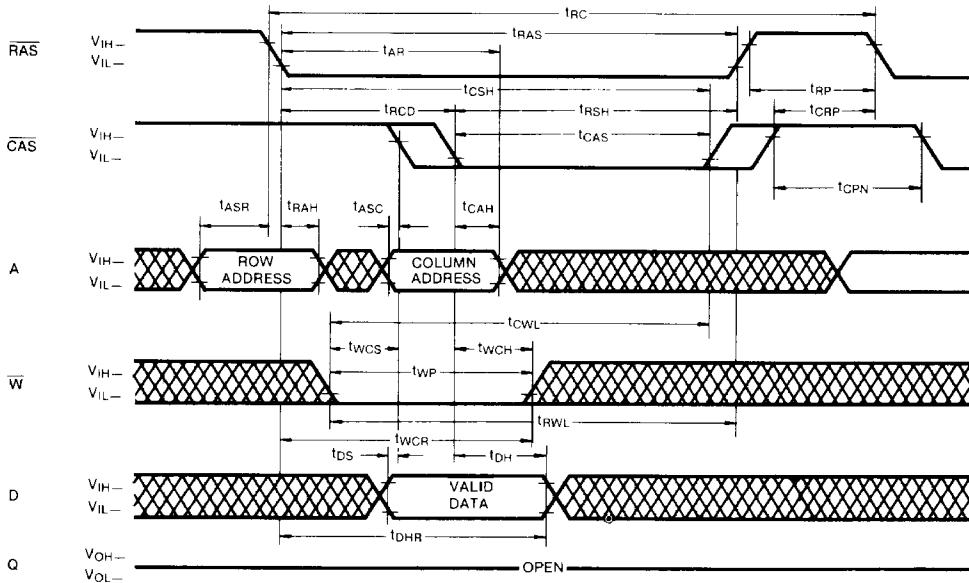 tRC
RAS
VIH—
VIL—
tRAS
tAR
tCSH
tRP
tRCD
tRSH
tCRP
CAS
VIH—
VIL—
tCAS
tCPN
tASR
tRAH
tASC
tCAH
A
VIH—
VIL—
ROW
ADDRESS
COLUMN
ADDRESS
tCWL
tWCS
tWCH
W
VIH—
VIL—
tWP
tRWL
tWCR
tDS
tDH
D
VIH—
VIL—
VALID
DATA
tDHR
Q
VOH—
VOL—
OPEN